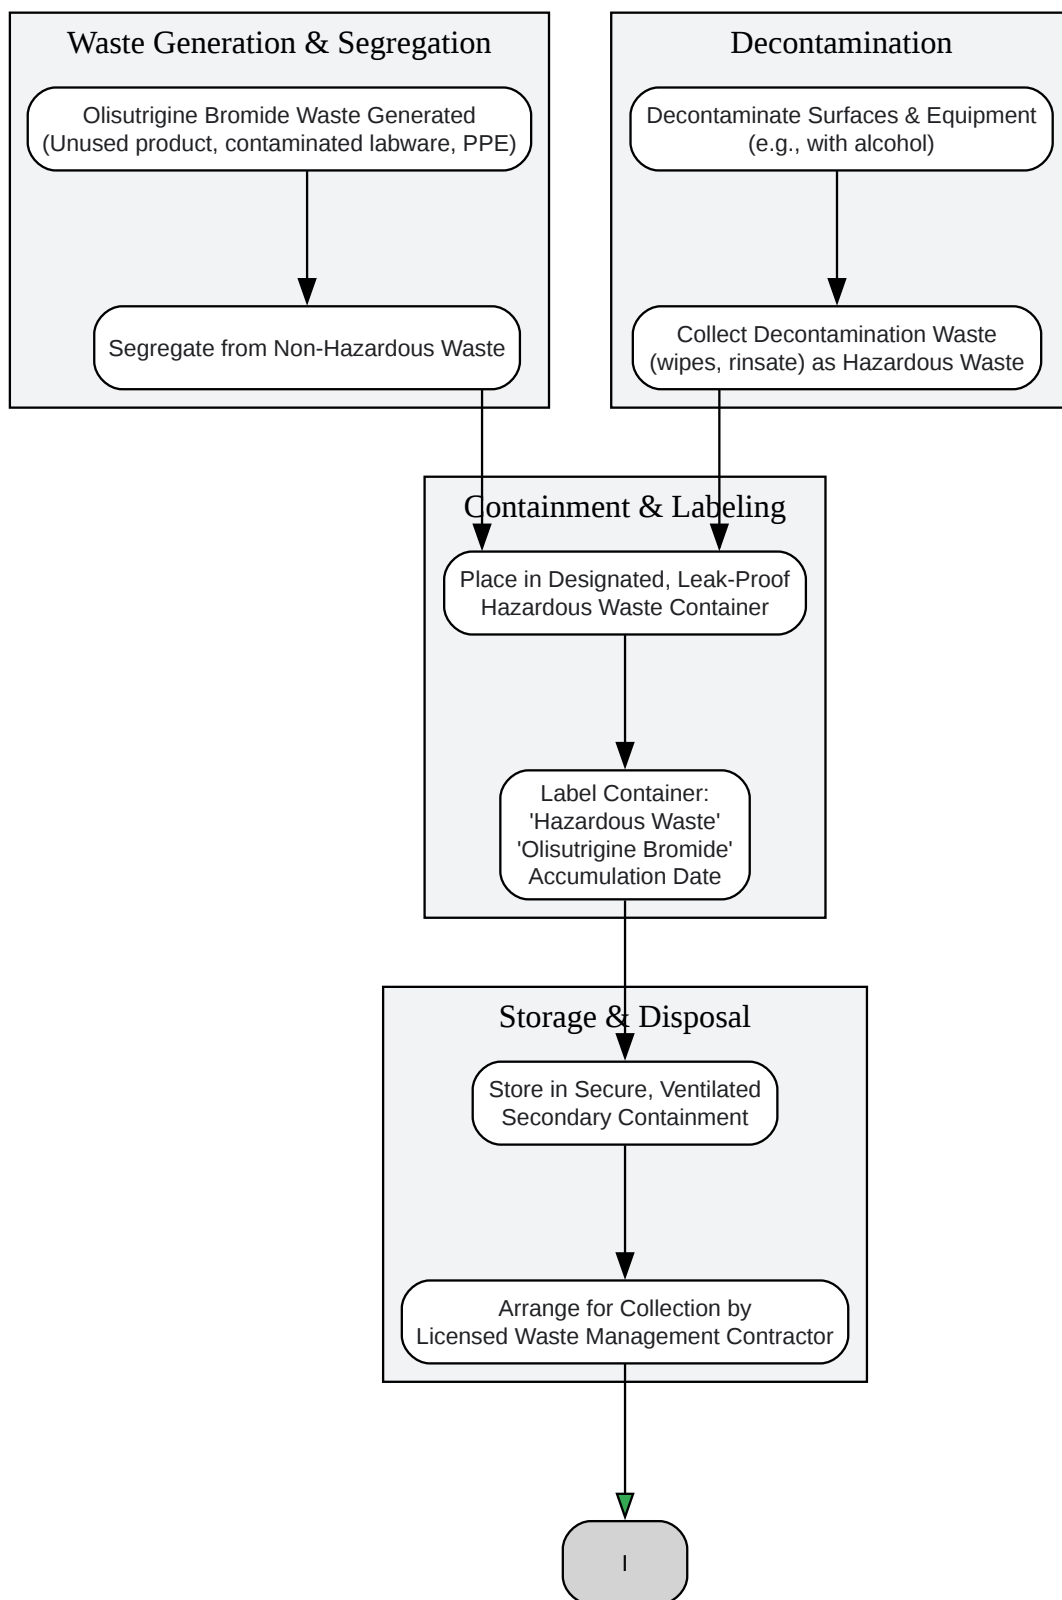 Waste Generation & Segregation
Olisutrigine Bromide Waste Generated
(Unused product, contaminated labware, PPE)
Segregate from Non-Hazardous Waste
Decontamination
Decontaminate Surfaces & Equipment
(e.g., with alcohol)
Collect Decontamination Waste
(wipes, rinsate) as Hazardous Waste
Containment & Labeling
Place in Designated, Leak-Proof
Hazardous Waste Container
Label Container:
'Hazardous Waste'
'Olisutrigine Bromide'
Accumulation Date
Storage & Disposal
Store in Secure, Ventilated
Secondary Containment
Arrange for Collection by
Licensed Waste Management Contractor
I